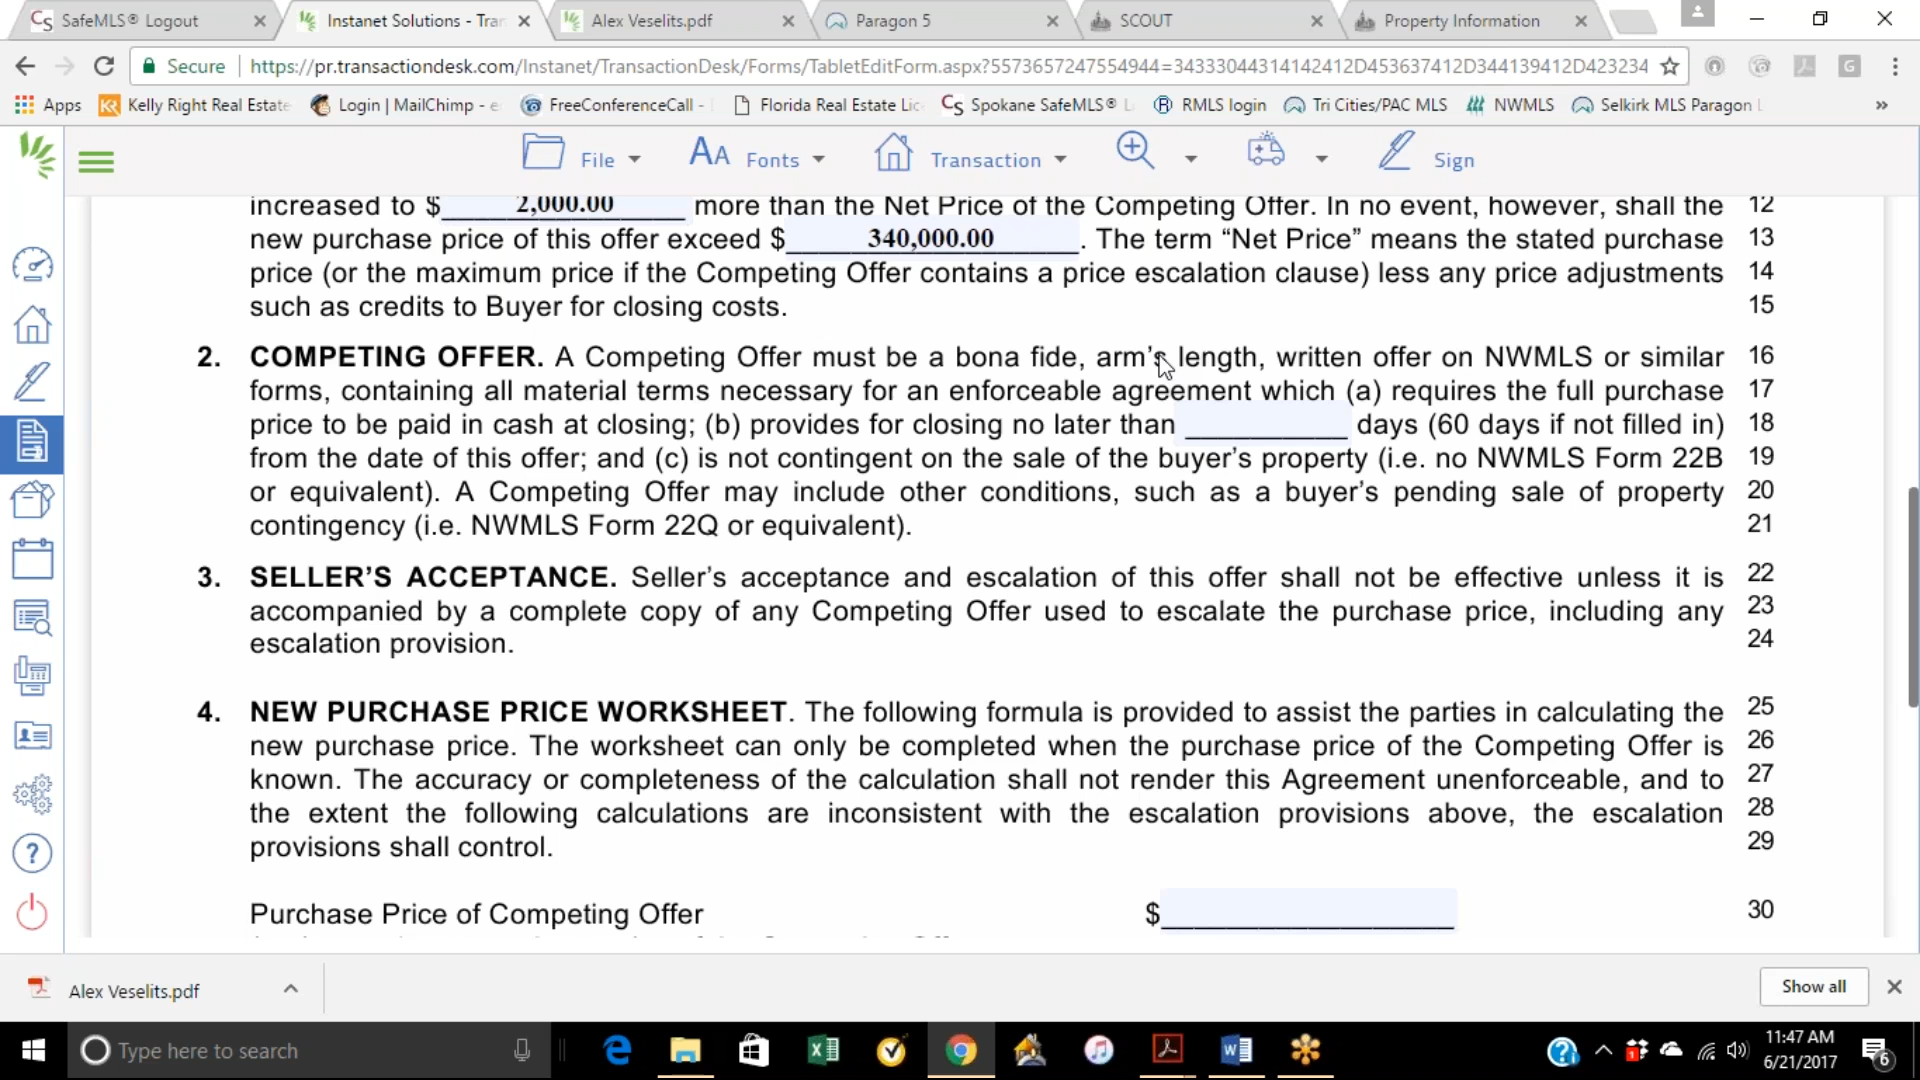 SafeMLS® Logout
Instanet Solutions - Tran
Alex Veselits.pdf
Paragon 5
SCOUT
Property Information
Secure
https://pr.transactiondesk.com/Instanet/TransactionDesk/Forms/TabletEditForm.aspx?5573657247554944=34333044314142412D453637412D344139412D423234
Apps
Kelly Right Real Estate
Login | MailChimp - e
FreeConferenceCall -
Florida Real Estate Lic
Spokane SafeMLS® L
RMLS login
Tri Cities/PAC MLS
NWMLS
Selkirk MLS Paragon
»
File
AA Fonts
Transaction
Sign
increased to $ 2,000.00 more than the Net Price of the Competing Offer. In no event, however, shall the 12
new purchase price of this offer exceed $ 340,000.00 . The term “Net Price” means the stated purchase 13
price (or the maximum price if the Competing Offer contains a price escalation clause) less any price adjustments 14
such as credits to Buyer for closing costs. 15
2. COMPETING OFFER. A Competing Offer must be a bona fide, arm’s length, written offer on NWMLS or similar 16
forms, containing all material terms necessary for an enforceable agreement which (a) requires the full purchase 17
price to be paid in cash at closing; (b) provides for closing no later than __________ days (60 days if not filled in) 18
from the date of this offer; and (c) is not contingent on the sale of the buyer’s property (i.e. no NWMLS Form 22B 19
or equivalent). A Competing Offer may include other conditions, such as a buyer’s pending sale of property 20
contingency (i.e. NWMLS Form 22Q or equivalent). 21
3. SELLER’S ACCEPTANCE. Seller’s acceptance and escalation of this offer shall not be effective unless it is 22
accompanied by a complete copy of any Competing Offer used to escalate the purchase price, including any 23
escalation provision. 24
4. NEW PURCHASE PRICE WORKSHEET. The following formula is provided to assist the parties in calculating the 25
new purchase price. The worksheet can only be completed when the purchase price of the Competing Offer is 26
known. The accuracy or completeness of the calculation shall not render this Agreement unenforceable, and to 27
the extent the following calculations are inconsistent with the escalation provisions above, the escalation 28
provisions shall control. 29
Purchase Price of Competing Offer $__________________ 30
Alex Veselits.pdf
Show all
Type here to search
11:47 AM
6/21/2017
6